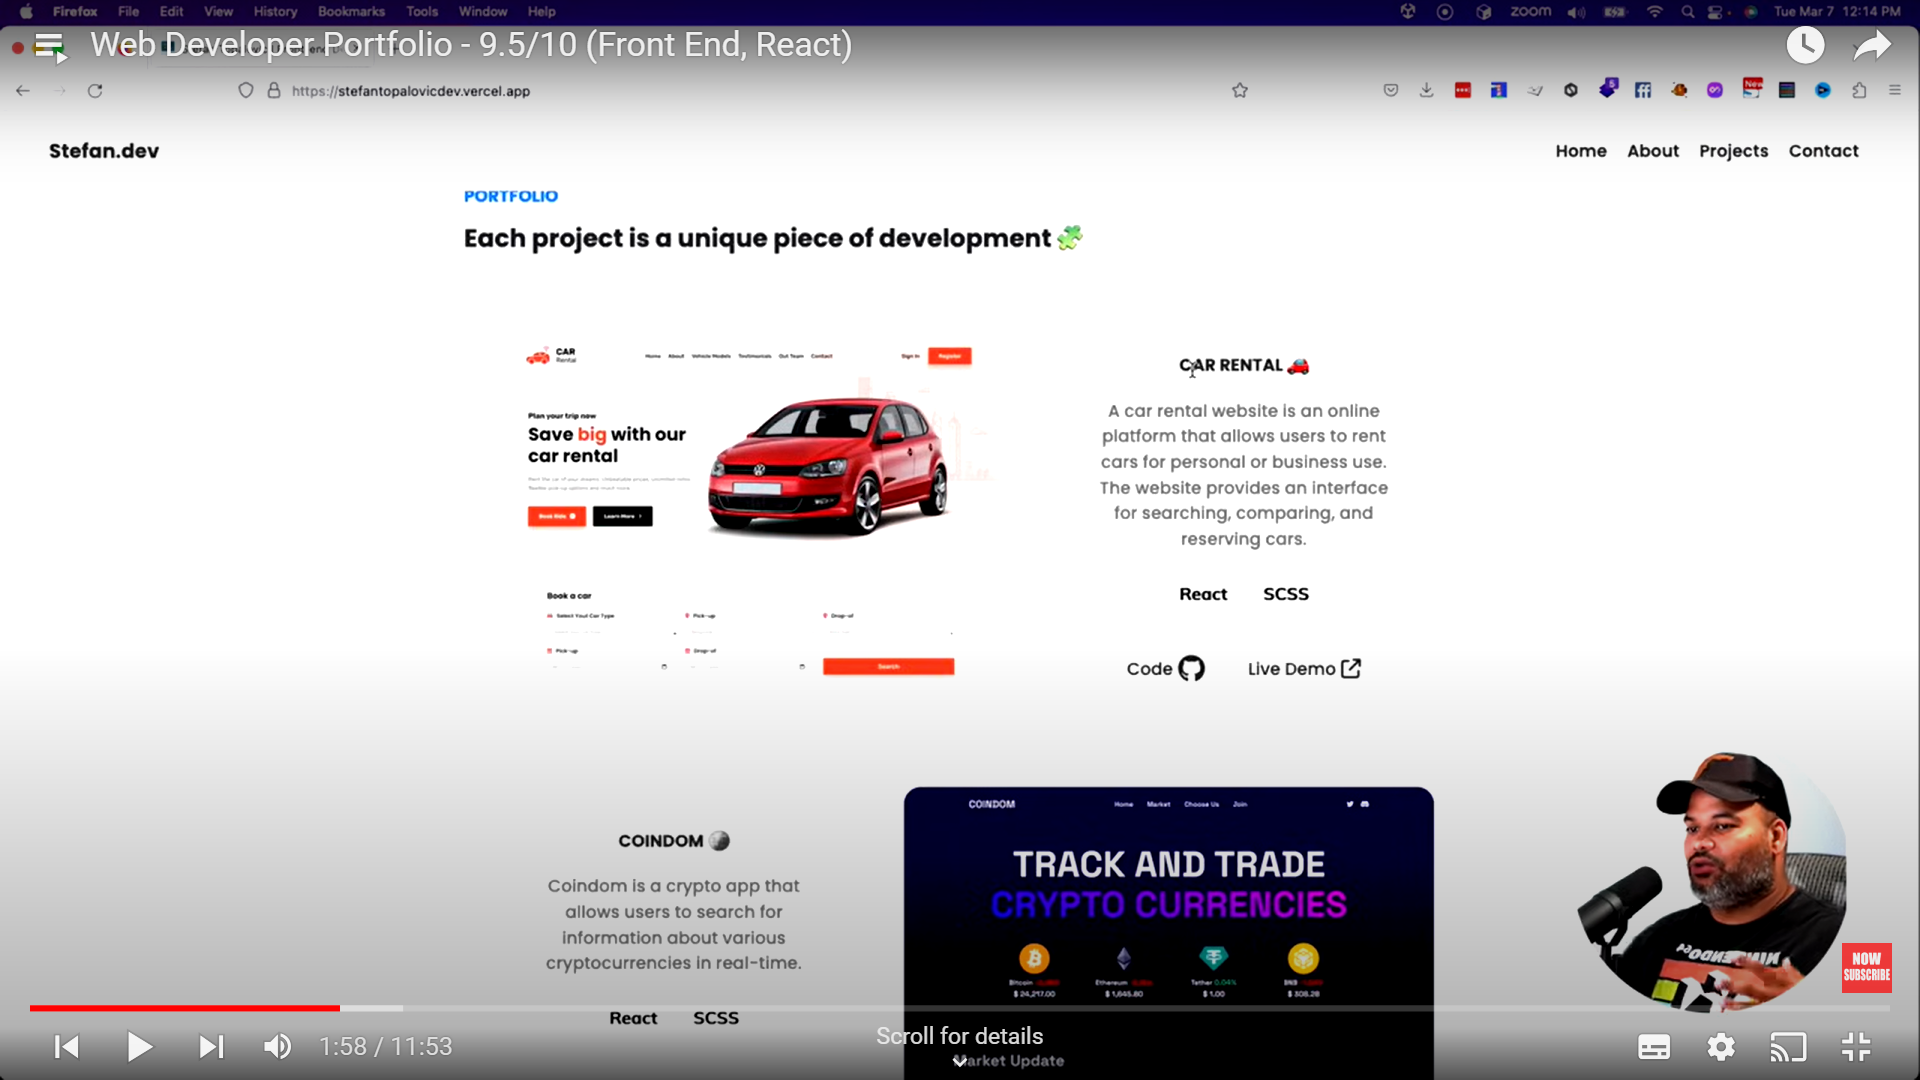 Firefox File Edit View History Bookmarks Tools Window Help
zoom
Tue Mar 7 12:14 PM
Web Developer Portfolio - 9.5/10 (Front End, React)
https://stefantopalovicdev.vercel.app
New
Stefan.dev
Home About Projects Contact
PORTFOLIO
Each project is a unique piece of development
CAR
Rental
Home About Vehicle Models Testimonials Our Team Contact
Sign In
Register
Plan your trip now
Save big with our
car rental
Book Ride
Learn More
Book a car
Select Your Car Type
Pick-up
Drop-of
Pick-up
Drop-of
Search
CAR RENTAL
A car rental website is an online
platform that allows users to rent
cars for personal or business use.
The website provides an interface
for searching, comparing, and
reserving cars.
React SCSS
Code
Live Demo
COINDOM
Coindom is a crypto app that
allows users to search for
information about various
cryptocurrencies in real-time.
React SCSS
COINDOM
Home Market Choose Us Join
TRACK AND TRADE
CRYPTO CURRENCIES
Bitcoin
$ 24,217.00
Ethereum
$ 1,645.80
Tether 0.04%
$ 1.00
BNB
$ 308.28
Market Update
NOW
SUBSCRIBE
1:58 / 11:53
Scroll for details